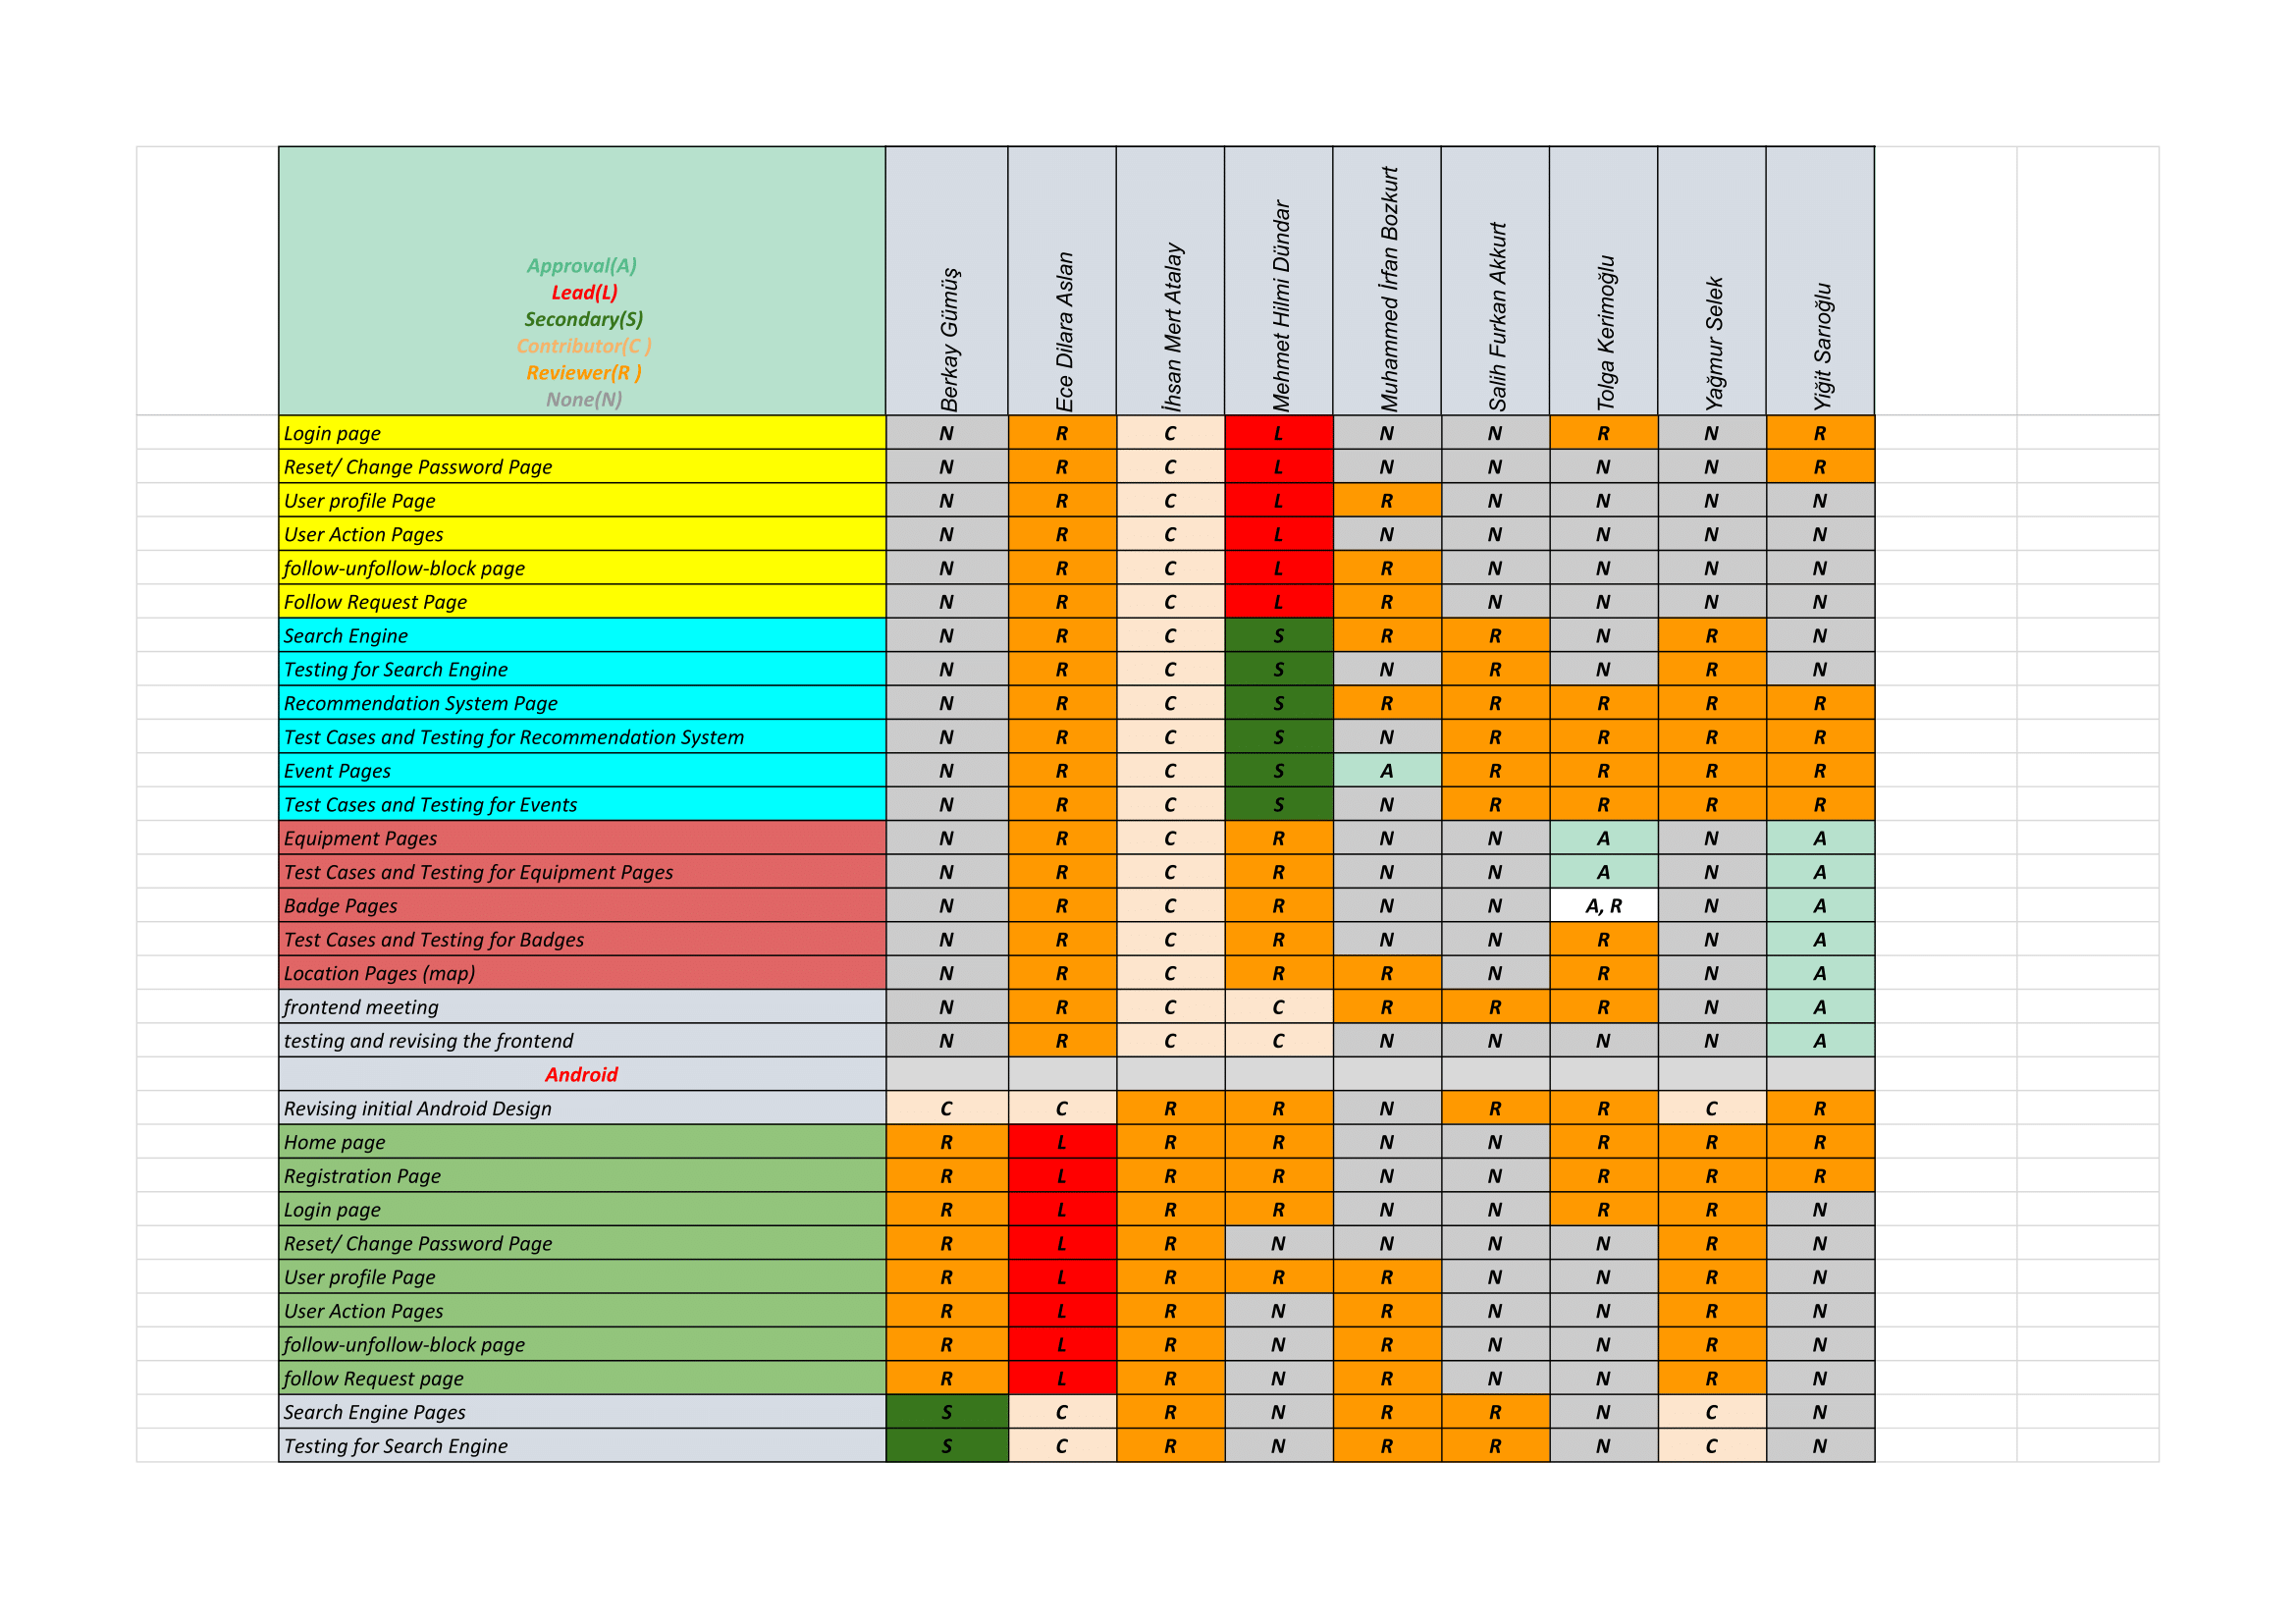 Approval(A)
Lead(L)
Secondary(S)
Contributor(C )
Reviewer(R )
None(N)
Berkay Gümüş
Ece Dilara Aslan
İhsan Mert Atalay
Mehmet Hilmi Dündar
Muhammed İrfan Bozkurt
Salih Furkan Akkurt
Tolga Kerimoğlu
Yağmur Selek
Yiğit Sarıoğlu
Login page N R C L N N R N R
Reset/ Change Password Page N R C L N N N N R
User profile Page N R C L R N N N N
User Action Pages N R C L N N N N N
follow-unfollow-block page N R C L R N N N N
Follow Request Page N R C L R N N N N
Search Engine N R C S R R N R N
Testing for Search Engine N R C S N R N R N
Recommendation System Page N R C S R R R R R
Test Cases and Testing for Recommendation System N R C S N R R R R
Event Pages N R C S A R R R R
Test Cases and Testing for Events N R C S N R R R R
Equipment Pages N R C R N N A N A
Test Cases and Testing for Equipment Pages N R C R N N A N A
Badge Pages N R C R N N A, R N A
Test Cases and Testing for Badges N R C R N N R N A
Location Pages (map) N R C R R N R N A
frontend meeting N R C C R R R N A
testing and revising the frontend N R C C N N N N A
Android
Revising initial Android Design C C R R N R R C R
Home page R L R R N N R R R
Registration Page R L R R N N R R R
Login page R L R R N N R R N
Reset/ Change Password Page R L R N N N N R N
User profile Page R L R R R N N R N
User Action Pages R L R N R N N R N
follow-unfollow-block page R L R N R N N R N
follow Request page R L R N R N N R N
Search Engine Pages S C R N R R N C N
Testing for Search Engine S C R N R R N C N